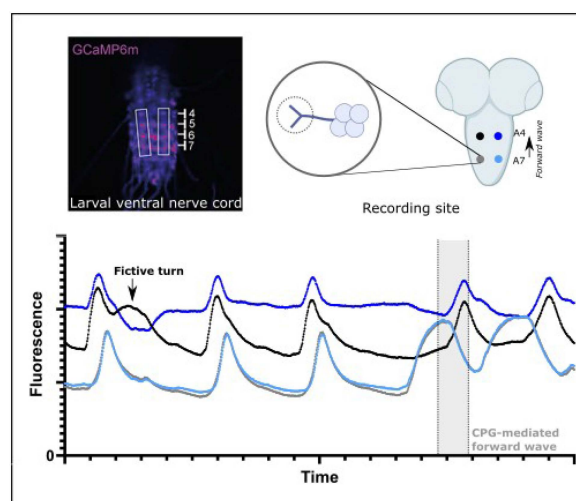 GCaMP6m
4
5
6
7
Larval ventral nerve cord
A4
A7
Forward wave
Recording site
Fictive turn
Fluorescence
0
CPG-mediated
forward wave
Time